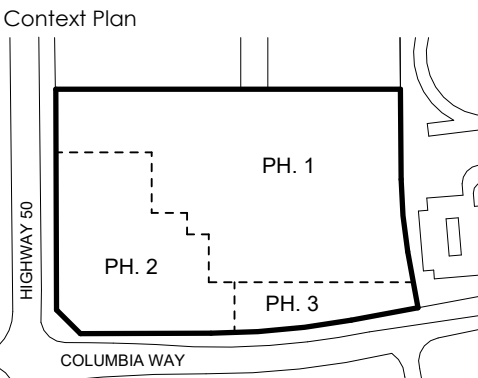 Context Plan
PH. 1
HIGHWAY 50
PH. 2
PH. 3
COLUMBIA WAY